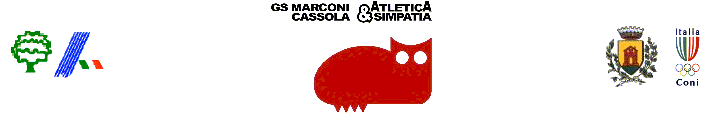 GS MARCONI
CASSOLA
ATLETICA
&SIMPATIA
Italia
Coni